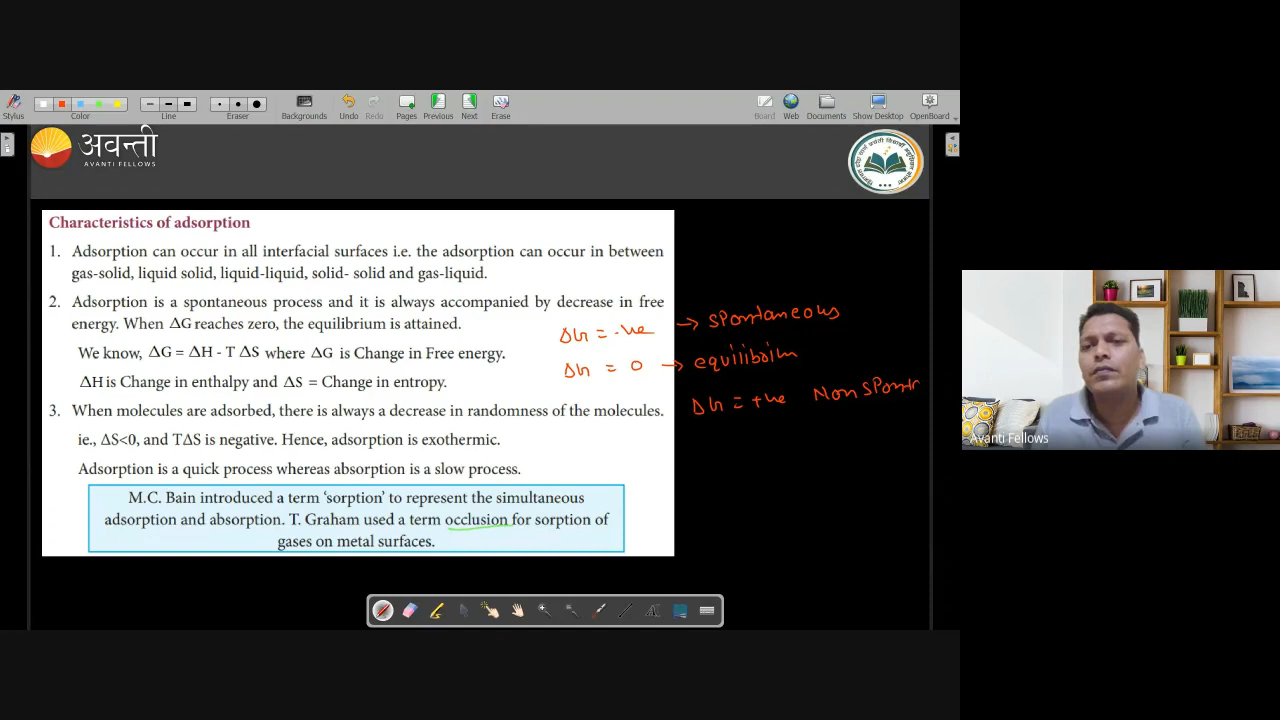 Stylus
Color
Line
Eraser
Backgrounds
Undo
Redo
Pages
Previous
Next
Erase
Board
Web
Documents
Show Desktop
OpenBoard
अवन्ती
AVANTI FELLOWS
Characteristics of adsorption
1. Adsorption can occur in all interfacial surfaces i.e. the adsorption can occur in between
gas-solid, liquid solid, liquid-liquid, solid- solid and gas-liquid.
2. Adsorption is a spontaneous process and it is always accompanied by decrease in free
energy. When ΔG reaches zero, the equilibrium is attained.
We know, ΔG = ΔH - T ΔS where ΔG is Change in Free energy.
ΔH is Change in enthalpy and ΔS = Change in entropy.
3. When molecules are adsorbed, there is always a decrease in randomness of the molecules.
ie., ΔS<0, and TΔS is negative. Hence, adsorption is exothermic.
Adsorption is a quick process whereas absorption is a slow process.
M.C. Bain introduced a term ‘sorption’ to represent the simultaneous
adsorption and absorption. T. Graham used a term occlusion for sorption of
gases on metal surfaces.
ΔG = -ve → spontaneous
ΔG = 0 → equilibrim
ΔG = +ve Non Spontr
Avanti Fellows